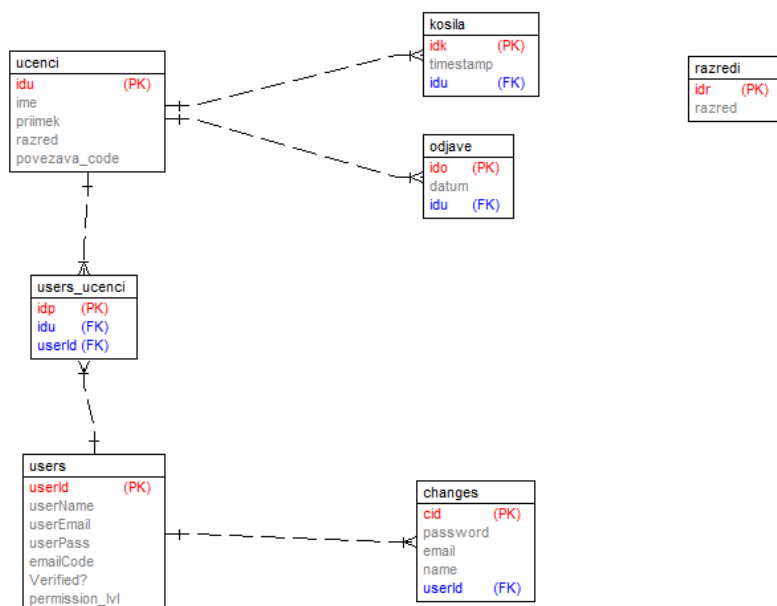 kosila
idk (PK)
timestamp
idu (FK)
ucenci
idu (PK)
ime
priimek
razred
povezava_code
razredi
idr (PK)
razred
odjave
ido (PK)
datum
idu (FK)
users_ucenci
idp (PK)
idu (FK)
userId (FK)
users
userId (PK)
userName
userEmail
userPass
emailCode
Verified?
permission_lvl
changes
cid (PK)
password
email
name
userId (FK)